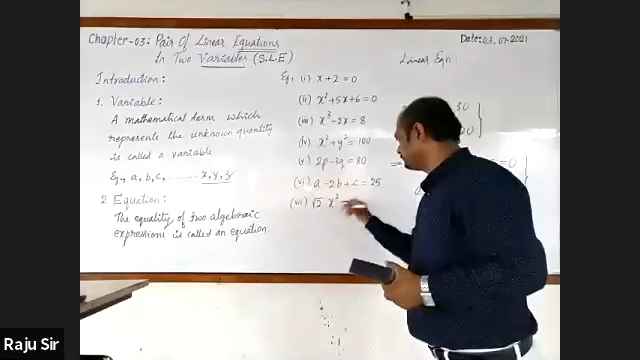 Chapter-03: Pair Of Linear Equations
In Two Variables (S.L.E)
Date: 03.07.2021
Linear Eqn:
Introduction:
1. Variable:
A mathematical term which
represents the unknown quantity
is called a variable
Eg., a, b, c, .......... x, y, z
2 Equation:
The equality of two algebraic
expressions is called an equation.
Eg, (i) x + 2 = 0
(ii) x² + 5x + 6 = 0
(iii) x³ - 2x = 8
(iv) x² + y² = 100
(v) 2p - 3q = 80
(vi) a - 2b + c = 25
(vii) √2 x²
Raju Sir